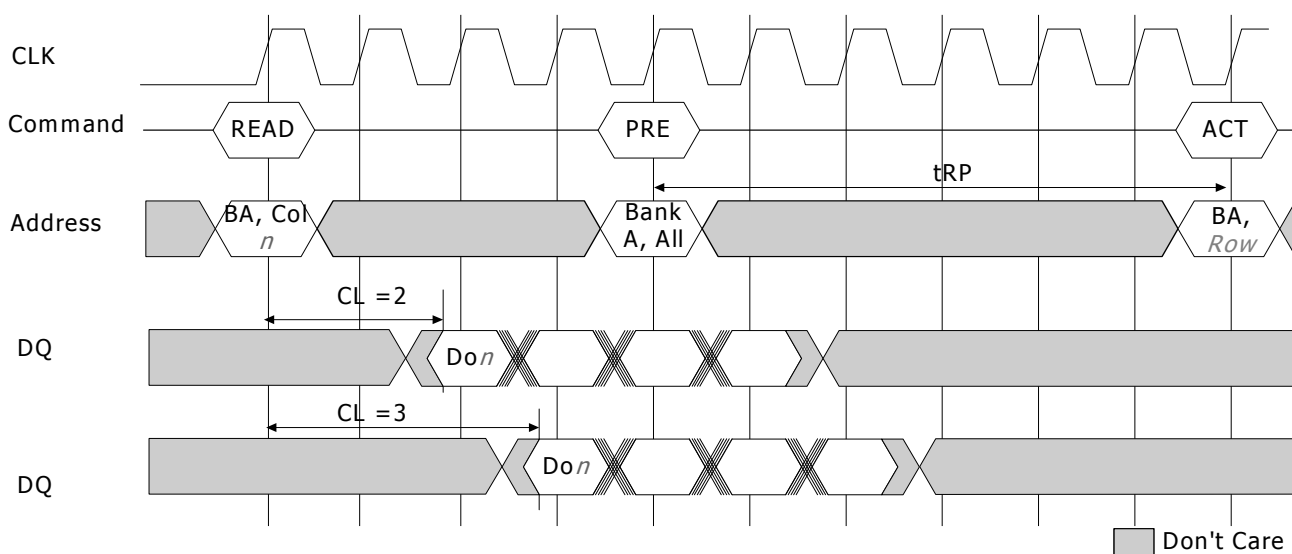 CLK
Command
READ
PRE
ACT
tRP
Address
BA, Col
n
Bank
A, All
BA,
Row
CL =2
DQ
Don
CL =3
DQ
Don
Don't Care